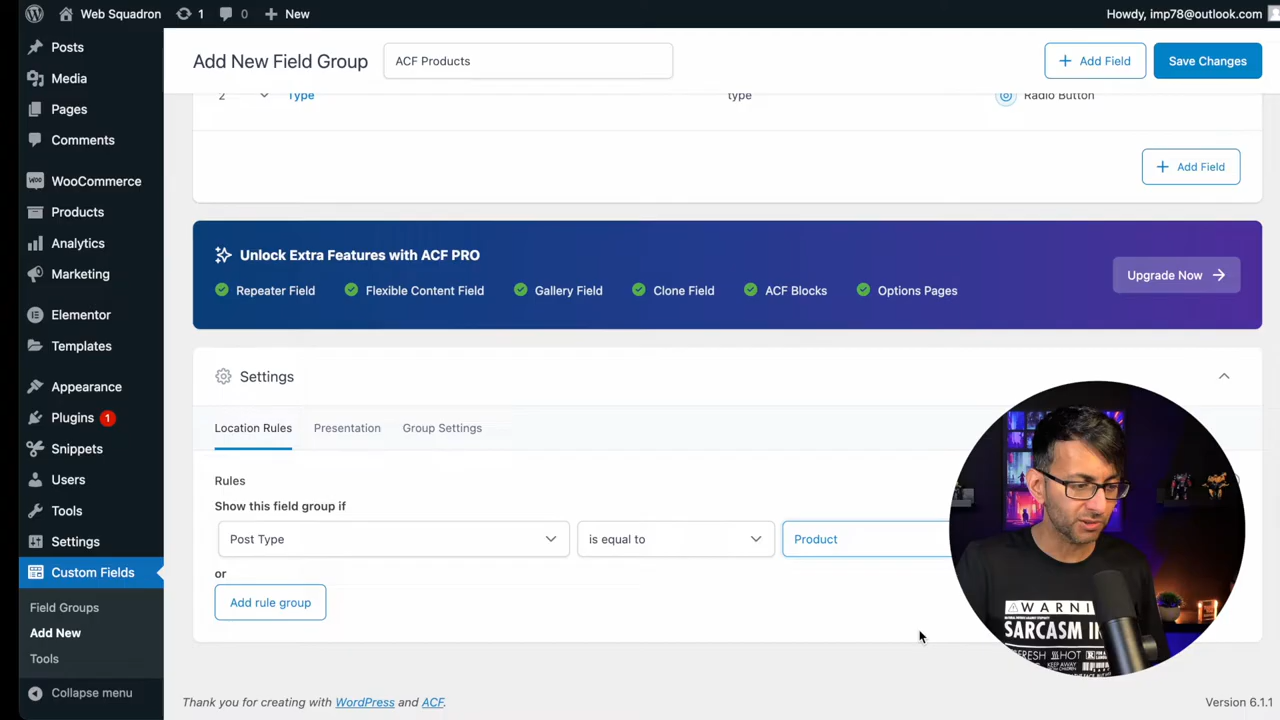 Web Squadron 1 0 New Howdy, imp78@outlook.com
Posts
Media
Pages
Comments
WooCommerce
Products
Analytics
Marketing
Elementor
Templates
Appearance
Plugins 1
Snippets
Users
Tools
Settings
Custom Fields
Field Groups
Add New
Tools
Collapse menu
Add New Field Group ACF Products Add Field Save Changes
2 Type type Radio Button
Add Field
Unlock Extra Features with ACF PRO
Repeater Field Flexible Content Field Gallery Field Clone Field ACF Blocks Options Pages
Upgrade Now
Settings
Location Rules Presentation Group Settings
Rules
Show this field group if
Post Type is equal to Product
or
Add rule group
WARNI
SARCASM IN
REFRESH HOT
KEEP AWAY
Thank you for creating with WordPress and ACF. Version 6.1.1